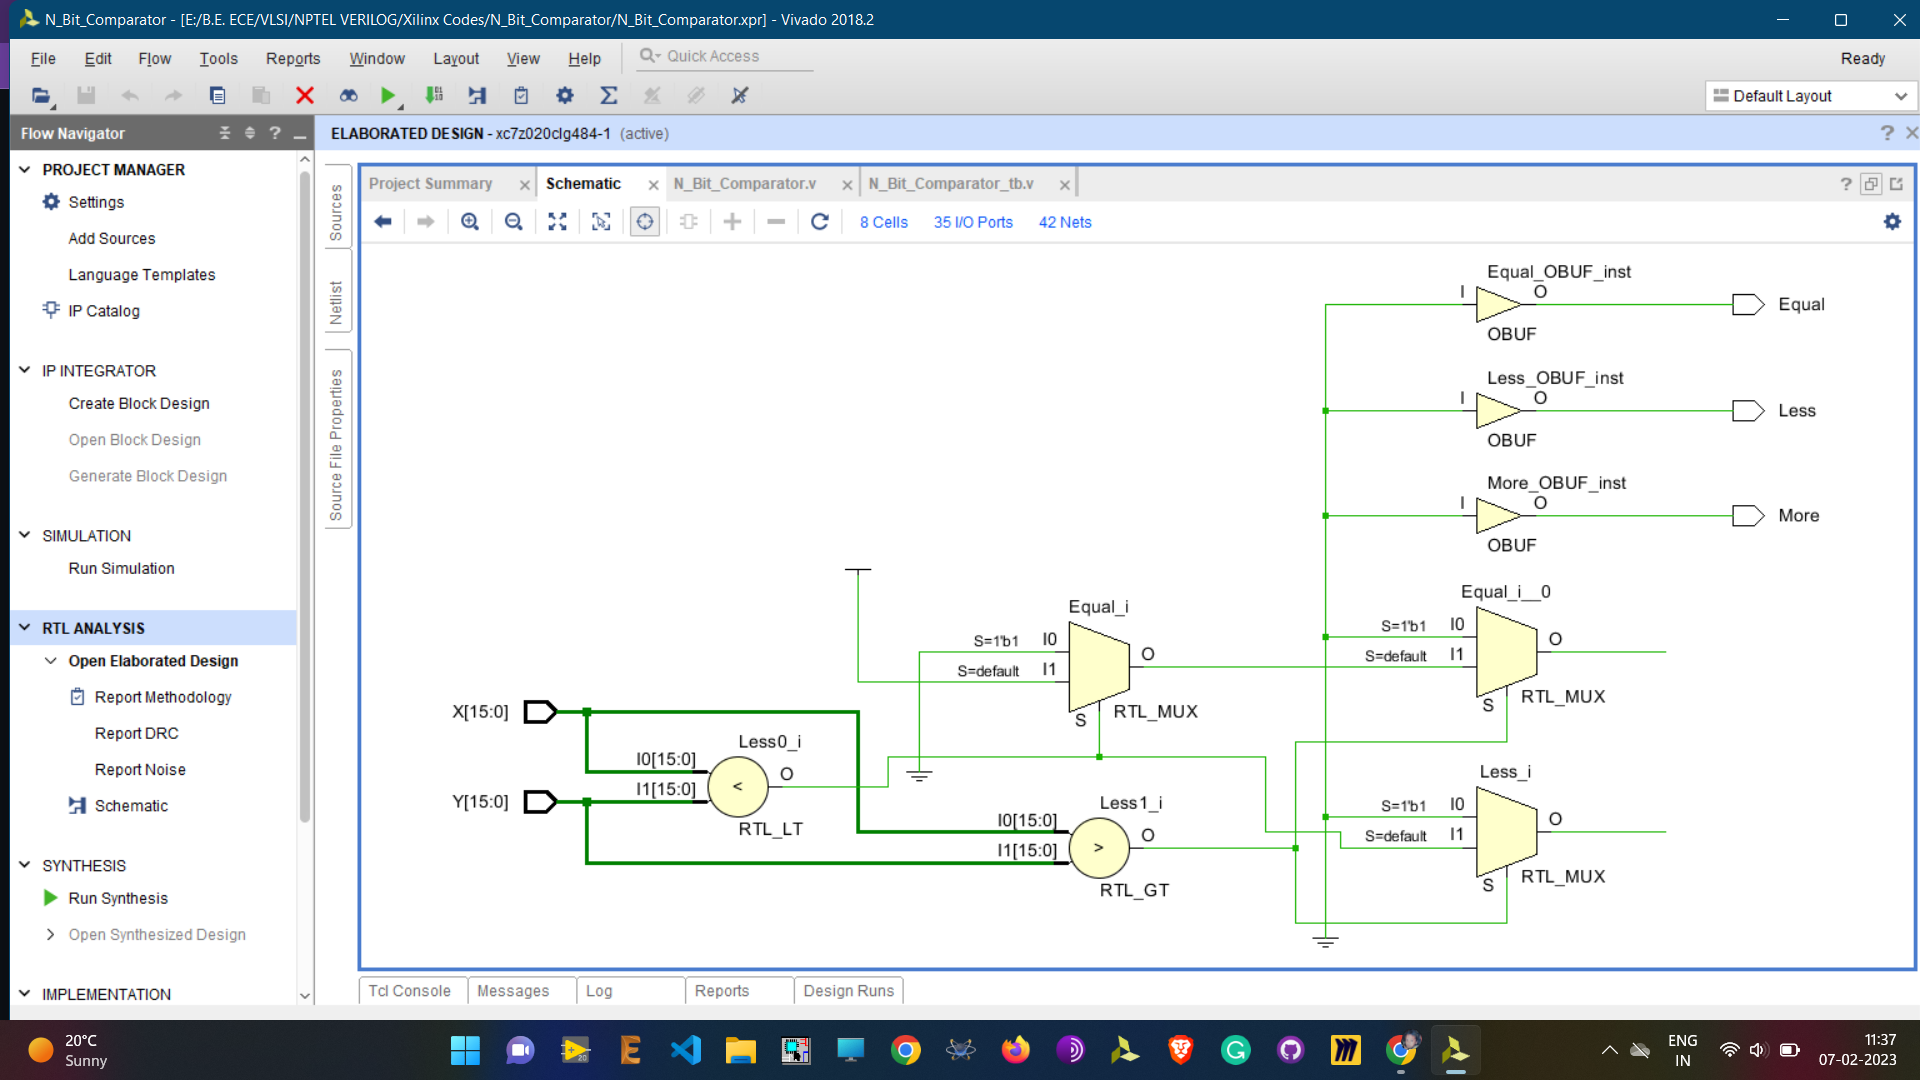 N_Bit_Comparator - [E:/B.E. ECE/VLSI/NPTEL VERILOG/Xilinx Codes/N_Bit_Comparator/N_Bit_Comparator.xpr] - Vivado 2018.2
File Edit Flow Tools Reports Window Layout View Help Quick Access Ready
Default Layout
Flow Navigator
ELABORATED DESIGN - xc7z020clg484-1 (active)
PROJECT MANAGER
Settings
Add Sources
Language Templates
IP Catalog
IP INTEGRATOR
Create Block Design
Open Block Design
Generate Block Design
SIMULATION
Run Simulation
RTL ANALYSIS
Open Elaborated Design
Report Methodology
Report DRC
Report Noise
Schematic
SYNTHESIS
Run Synthesis
Open Synthesized Design
IMPLEMENTATION
Sources
Netlist
Source File Properties
Project Summary Schematic N_Bit_Comparator.v N_Bit_Comparator_tb.v
8 Cells 35 I/O Ports 42 Nets
Equal_OBUF_inst
I O
Equal
OBUF
Less_OBUF_inst
I O
Less
OBUF
More_OBUF_inst
I O
More
OBUF
Equal_i
S=1'b1 I0
S=default I1
O
S
RTL_MUX
Equal_i__0
S=1'b1 I0
S=default I1
O
S
RTL_MUX
X[15:0]
Y[15:0]
Less0_i
I0[15:0]
I1[15:0]
<
O
RTL_LT
Less1_i
I0[15:0]
I1[15:0]
>
O
RTL_GT
Less_i
S=1'b1 I0
S=default I1
O
S
RTL_MUX
Tcl Console Messages Log Reports Design Runs
20°C
Sunny
20
ENG
IN
11:37
07-02-2023